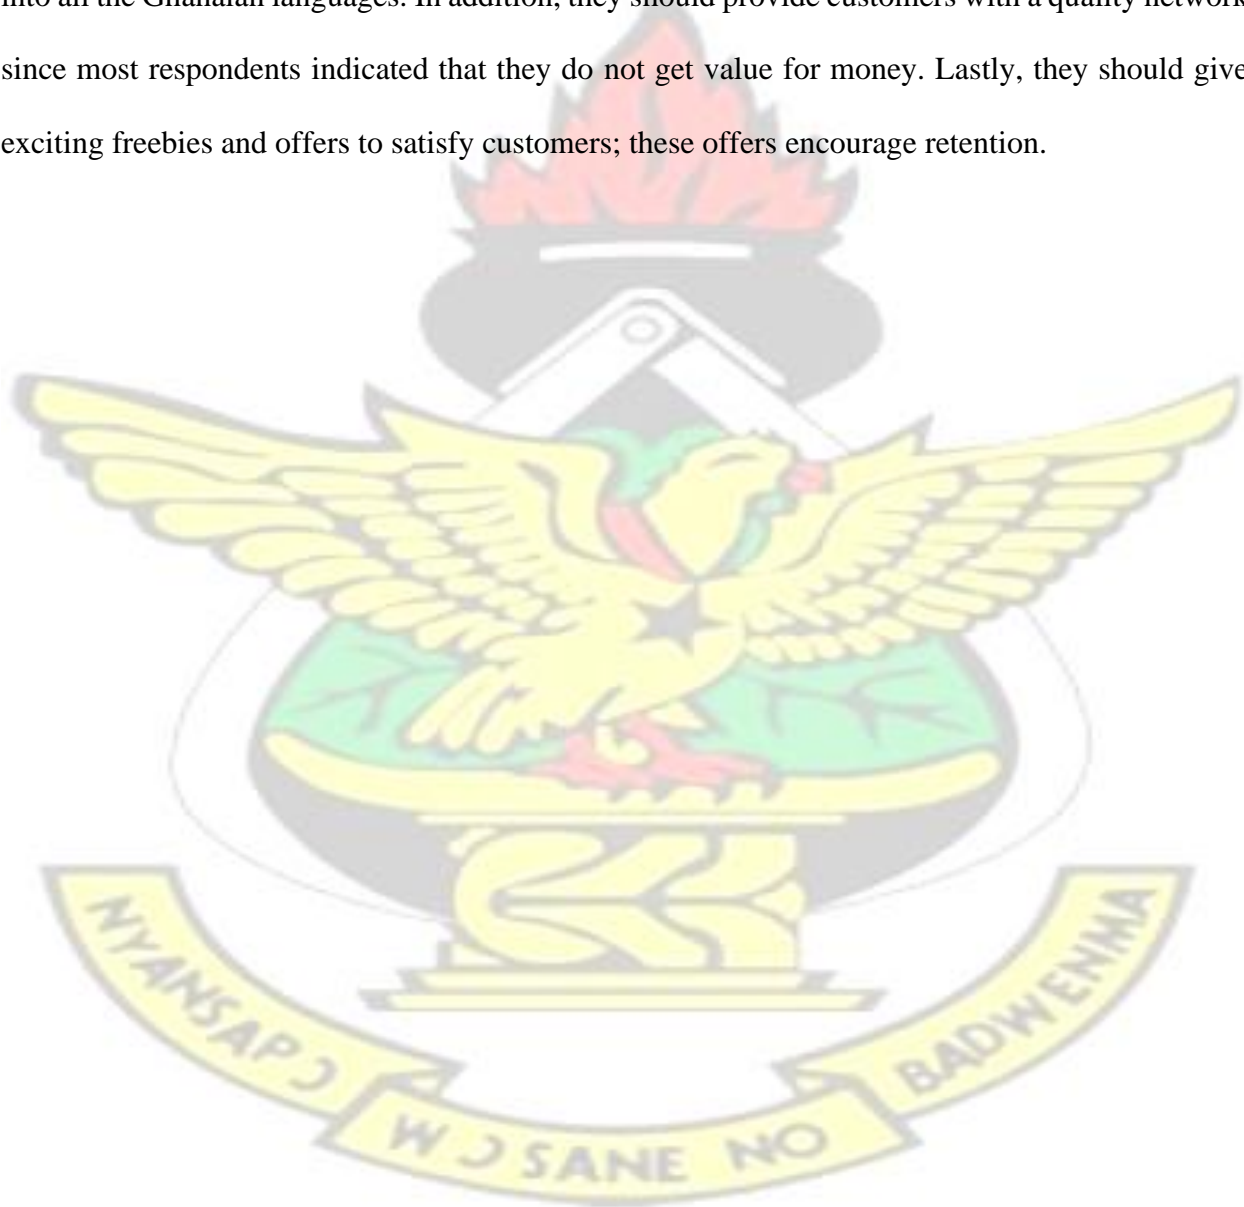 into all the Ghanaian languages. In addition, they should provide customers with a quality network
since most respondents indicated that they do not get value for money. Lastly, they should give
exciting freebies and offers to satisfy customers; these offers encourage retention.
NYANSAPƆ
WƆSANE NO
BADWENMA